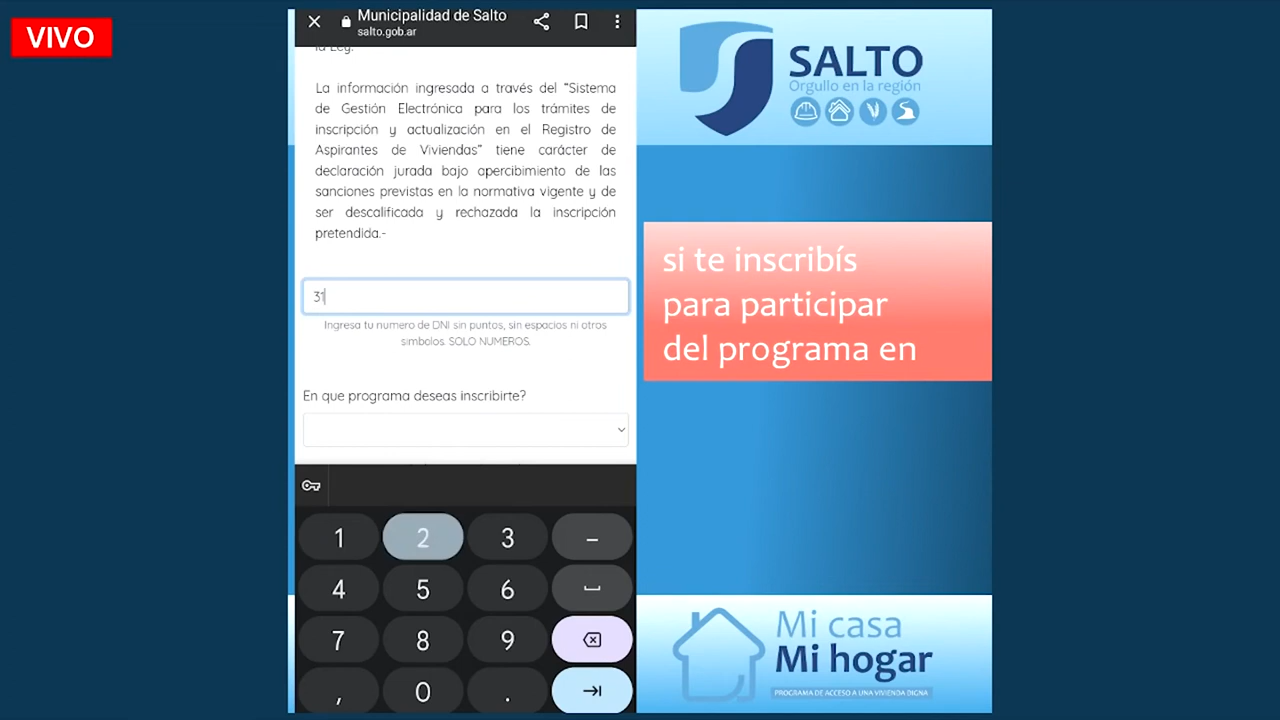 VIVO
Municipalidad de Salto
salto.gob.ar
la Ley.
La información ingresada a través del “Sistema
de Gestión Electrónica para los trámites de
inscripción y actualización en el Registro de
Aspirantes de Viviendas” tiene carácter de
declaración jurada bajo apercibimiento de las
sanciones previstas en la normativa vigente y de
ser descalificada y rechazada la inscripción
pretendida.-
31
Ingresa tu numero de DNI sin puntos, sin espacios ni otros
simbolos. SOLO NUMEROS.
En que programa deseas inscribirte?
1 2 3 –
4 5 6
7 8 9
, 0 .
SALTO
Orgullo en la región
si te inscribís
para participar
del programa en
Mi casa
Mi hogar
PROGRAMA DE ACCESO A UNA VIVIENDA DIGNA